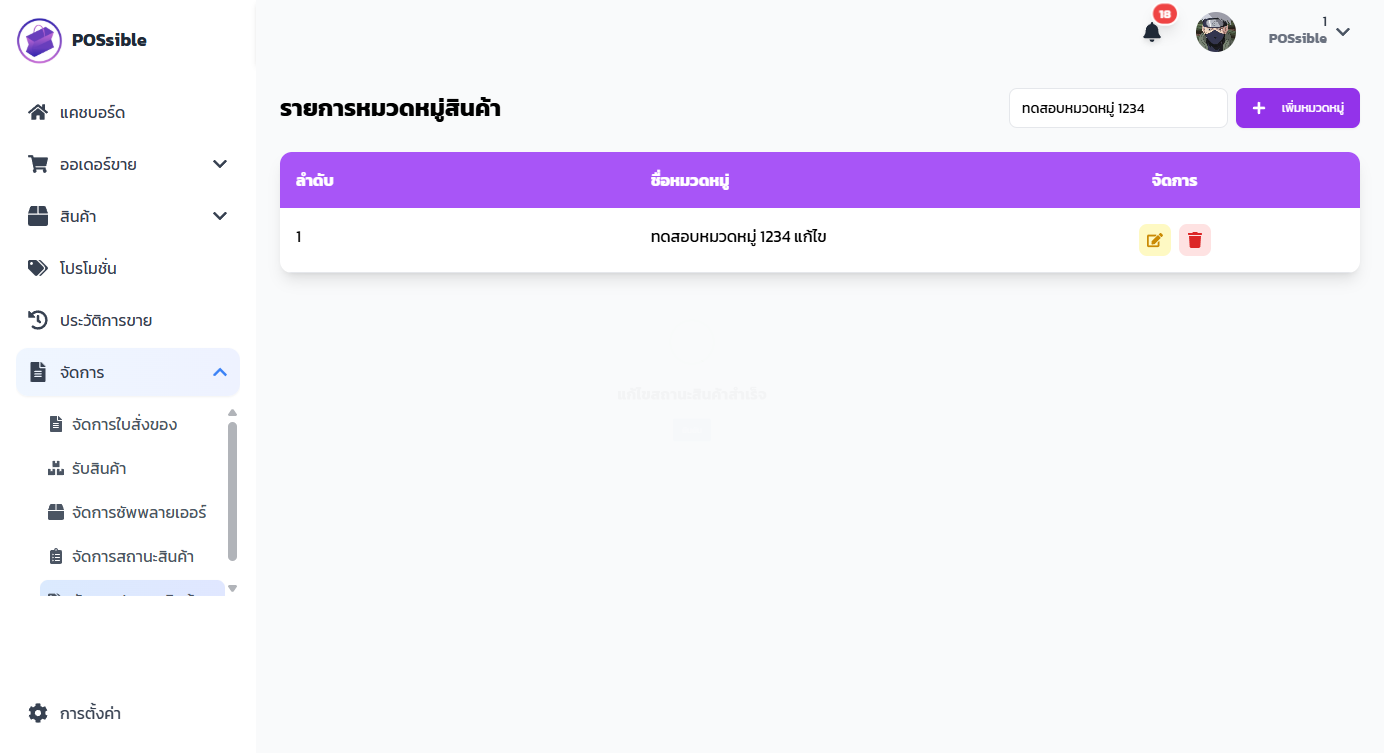 POSsible
18
1
POSsible
แดชบอร์ด
ออเดอร์ขาย
สินค้า
โปรโมชั่น
ประวัติการขาย
จัดการ
จัดการใบสั่งของ
รับสินค้า
จัดการซัพพลายเออร์
จัดการสถานะสินค้า
การตั้งค่า
รายการหมวดหมู่สินค้า
ทดสอบหมวดหมู่ 1234
เพิ่มหมวดหมู่
ลำดับ ชื่อหมวดหมู่ จัดการ
1 ทดสอบหมวดหมู่ 1234 แก้ไข
แก้ไขสถานะสินค้าสำเร็จ